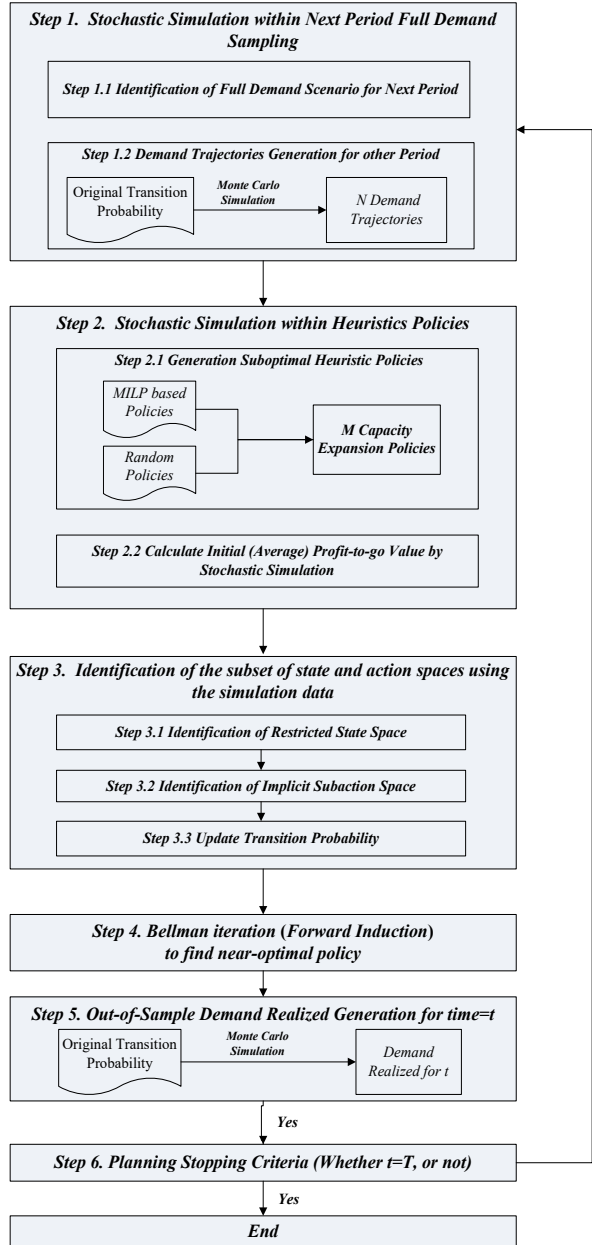 Step 1. Stochastic Simulation within Next Period Full Demand
Sampling
Step 1.1 Identification of Full Demand Scenario for Next Period
Step 1.2 Demand Trajectories Generation for other Period
Original Transition
Probability
Monte Carlo
Simulation
N Demand
Trajectories
Step 2. Stochastic Simulation within Heuristics Policies
Step 2.1 Generation Suboptimal Heuristic Policies
MILP based
Policies
Random
Policies
M Capacity
Expansion Policies
Step 2.2 Calculate Initial (Average) Profit-to-go Value by
Stochastic Simulation
Step 3. Identification of the subset of state and action spaces using
the simulation data
Step 3.1 Identification of Restricted State Space
Step 3.2 Identification of Implicit Subaction Space
Step 3.3 Update Transition Probability
Step 4. Bellman iteration (Forward Induction)
to find near-optimal policy
Step 5. Out-of-Sample Demand Realized Generation for time=t
Original Transition
Probability
Monte Carlo
Simulation
Demand
Realized for t
Yes
Step 6. Planning Stopping Criteria (Whether t=T, or not)
Yes
End